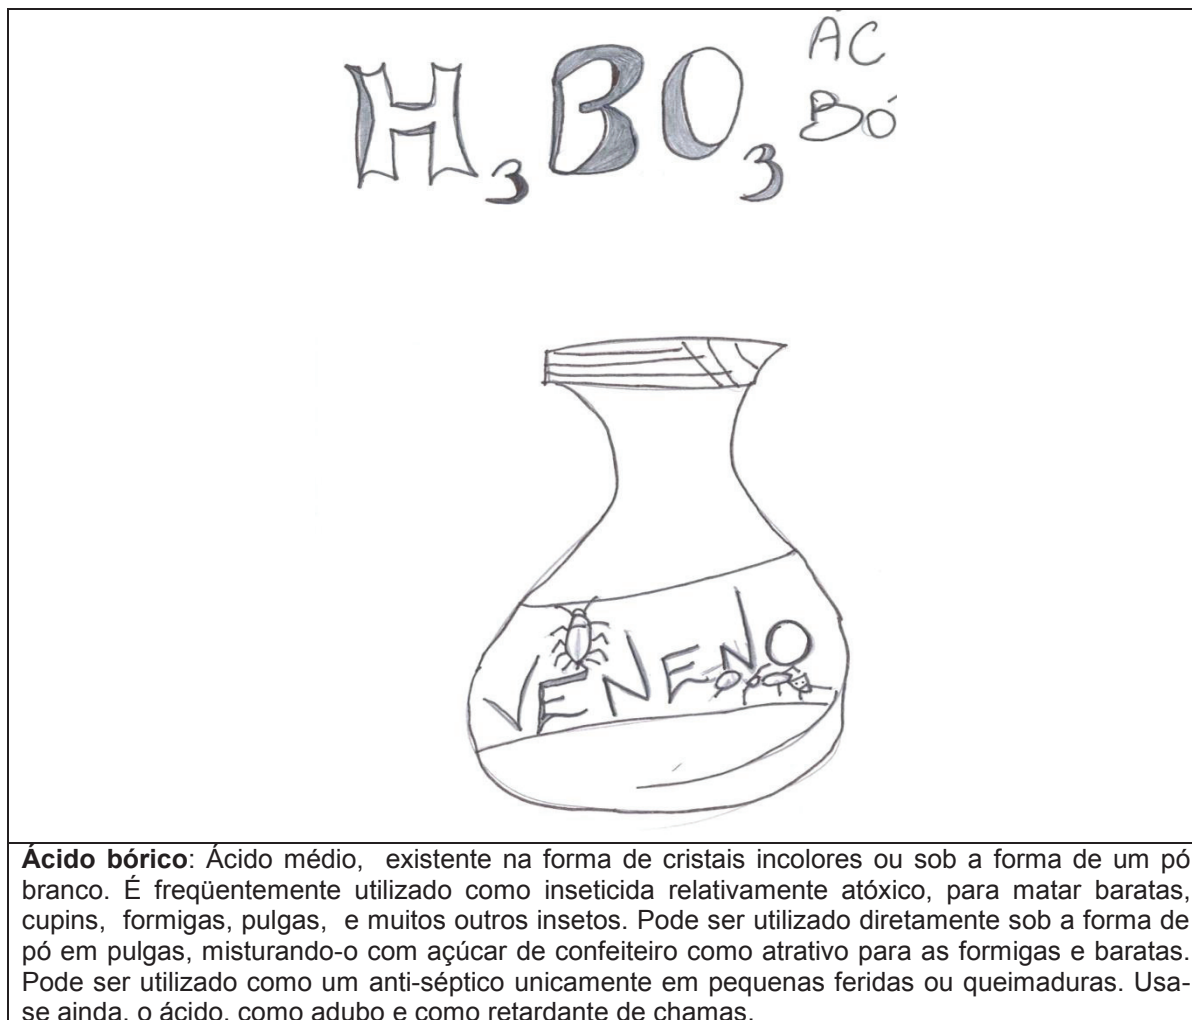 H₃BO₃
ÁC
BÓ
VENENO
Ácido bórico: Ácido médio, existente na forma de cristais incolores ou sob a forma de um pó
branco. É freqüentemente utilizado como inseticida relativamente atóxico, para matar baratas,
cupins, formigas, pulgas, e muitos outros insetos. Pode ser utilizado diretamente sob a forma de
pó em pulgas, misturando-o com açúcar de confeiteiro como atrativo para as formigas e baratas.
Pode ser utilizado como um anti-séptico unicamente em pequenas feridas ou queimaduras. Usa-
se ainda, o ácido, como adubo e como retardante de chamas.